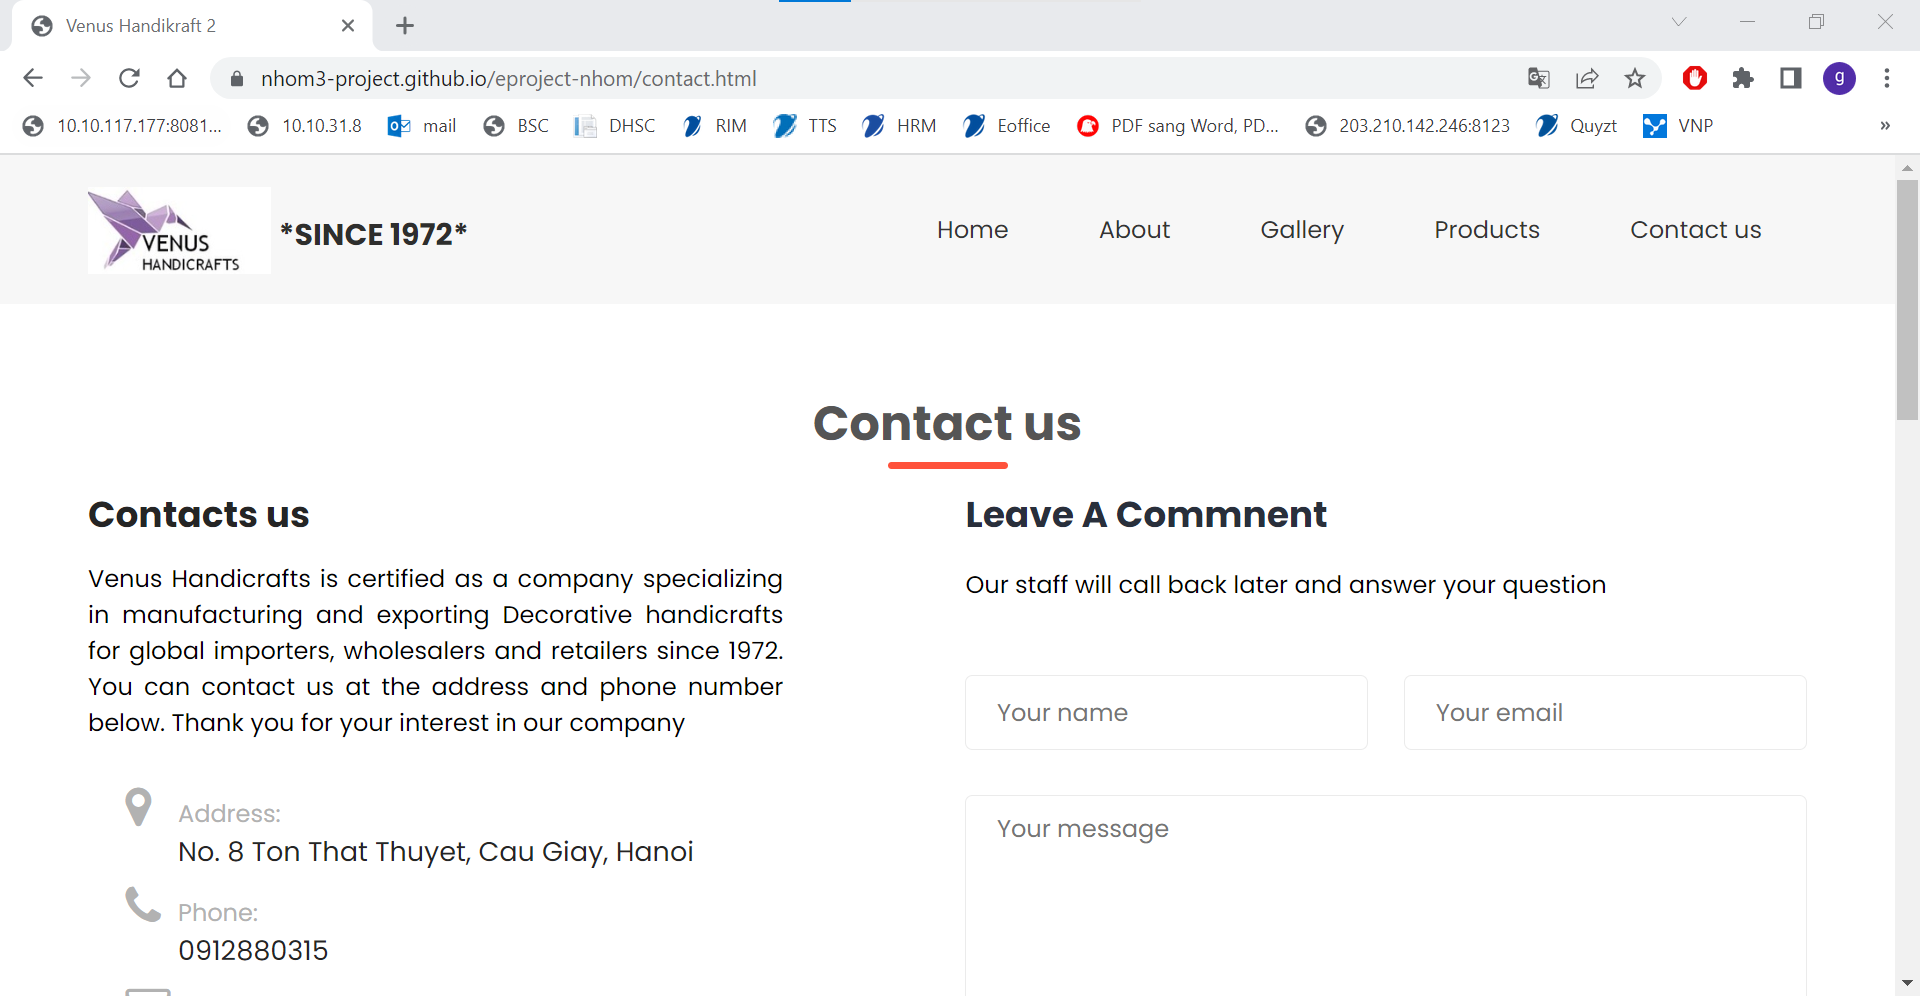 Venus Handikraft 2
nhom3-project.github.io/eproject-nhom/contact.html
g
10.10.117.177:8081... 10.10.31.8 mail BSC DHSC RIM TTS HRM Eoffice PDF sang Word, PD... 203.210.142.246:8123 Quyzt VNP »
VENUS
HANDICRAFTS
*SINCE 1972*
Home About Gallery Products Contact us
Contact us
Contacts us
Venus Handicrafts is certified as a company specializing
in manufacturing and exporting Decorative handicrafts
for global importers, wholesalers and retailers since 1972.
You can contact us at the address and phone number
below. Thank you for your interest in our company
Address:
No. 8 Ton That Thuyet, Cau Giay, Hanoi
Phone:
0912880315
Leave A Commnent
Our staff will call back later and answer your question
Your name
Your email
Your message